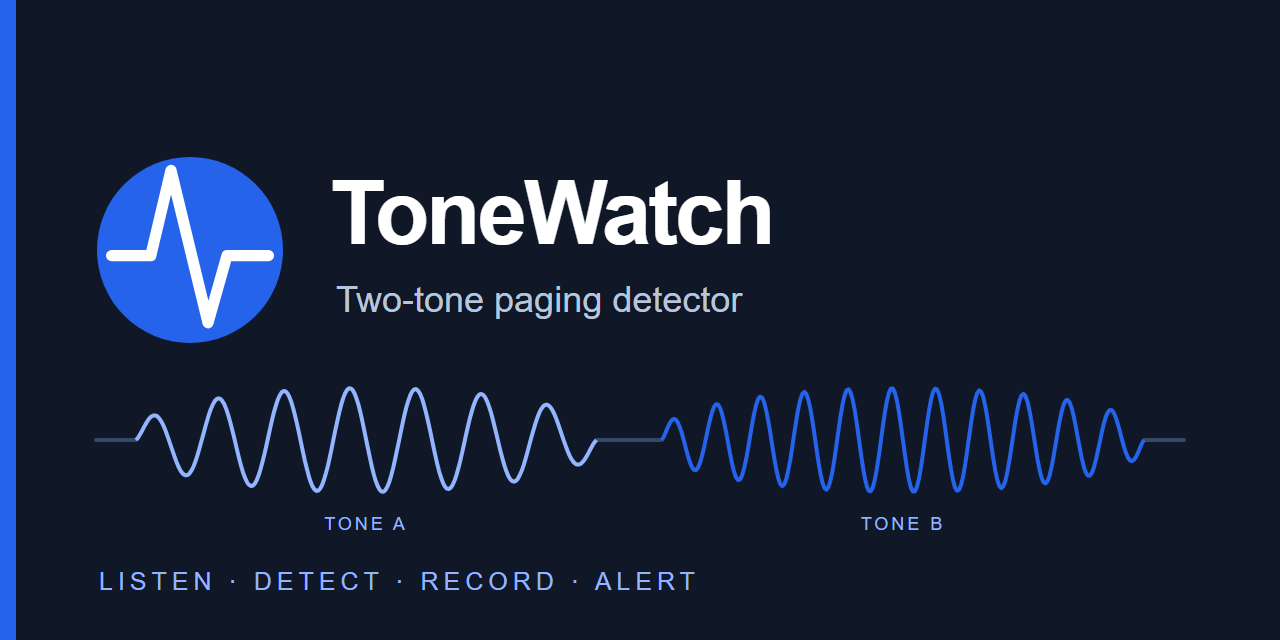 ToneWatch
Two-tone paging detector
TONE A
TONE B
LISTEN · DETECT · RECORD · ALERT